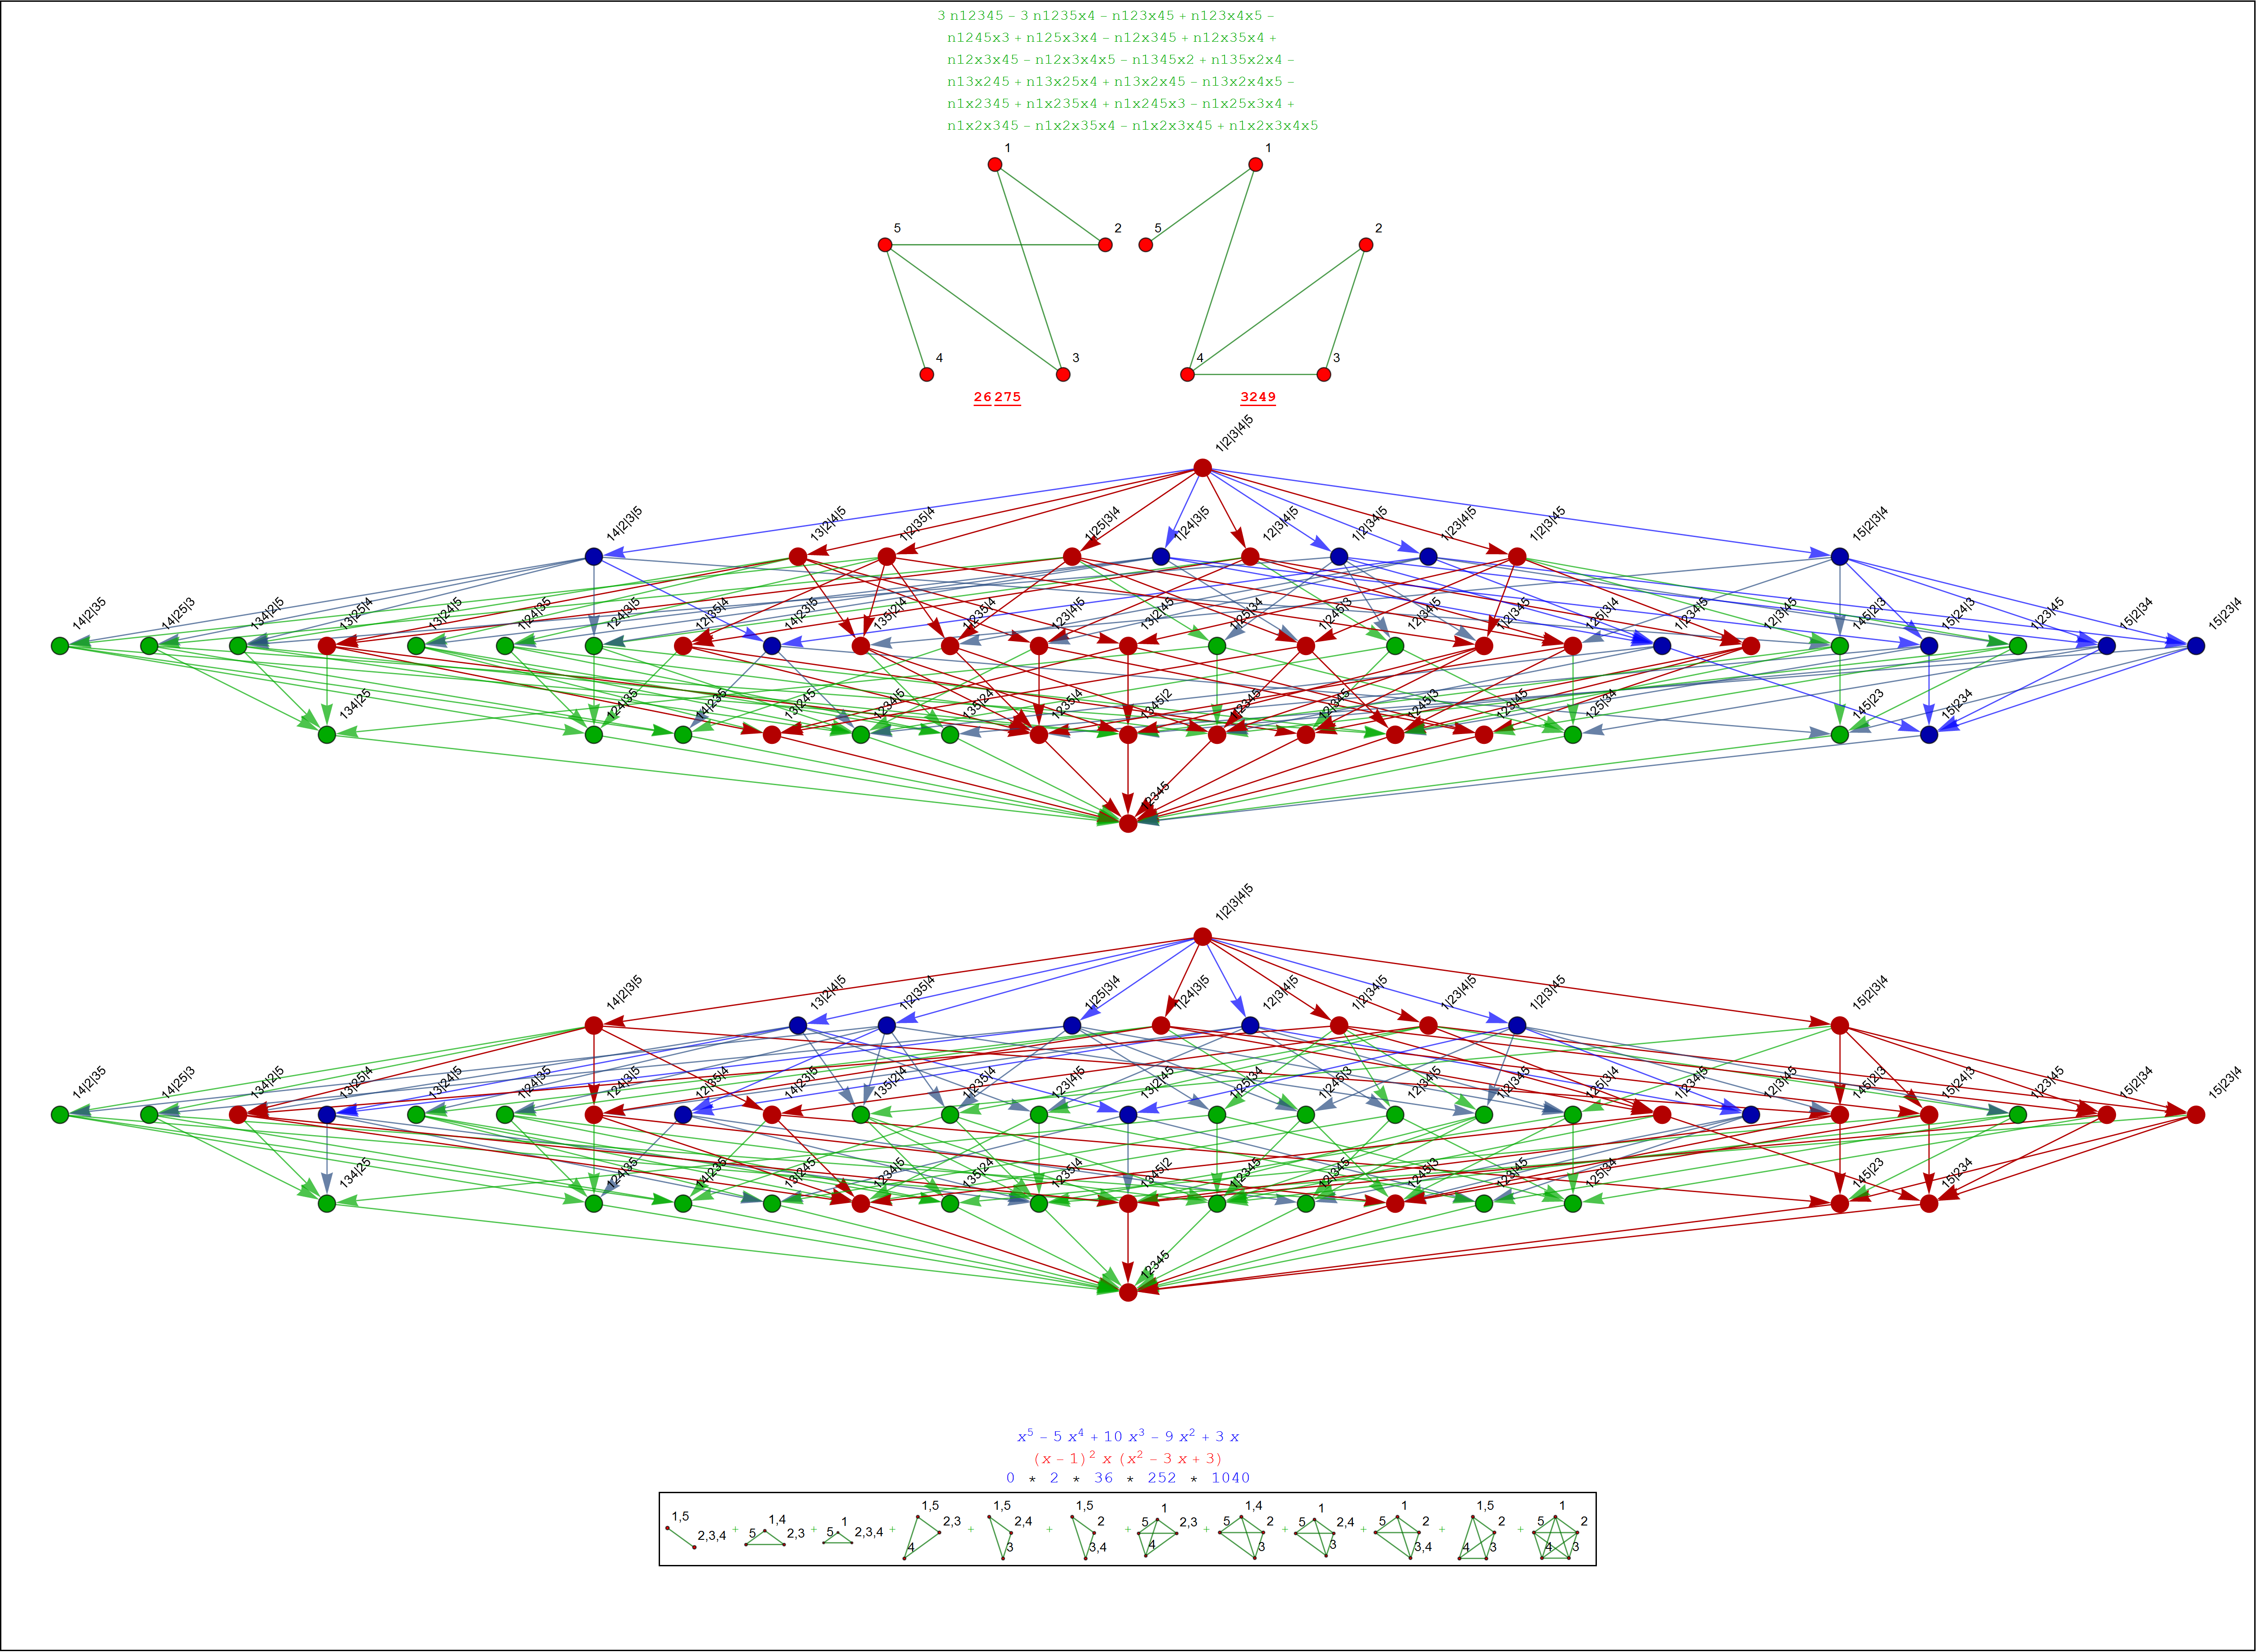 3 n12345 – 3 n1235x4 – n123x45 + n123x4x5 –
n1245x3 + n125x3x4 – n12x345 + n12x35x4 +
n12x3x45 – n12x3x4x5 – n1345x2 + n135x2x4 –
n13x245 + n13x25x4 + n13x2x45 – n13x2x4x5 –
n1x2345 + n1x235x4 + n1x245x3 – n1x25x3x4 +
n1x2x345 – n1x2x35x4 – n1x2x3x45 + n1x2x3x4x5
1 1
5 2 5 2
4 3 4 3
26 275 3249
1|2|3|4|5
14|2|3|5 13|2|4|5 1|2|35|4 1|25|3|4 1|24|3|5 12|3|4|5 1|2|34|5 1|23|4|5 1|2|3|45 15|2|3|4
14|2|35 14|25|3 134|2|5 13|25|4 13|24|5 1|24|35 124|3|5 12|35|4 14|23|5 135|2|4 1|235|4 123|4|5 13|2|45 1|25|34 1|245|3 12|34|5 1|2|345 125|3|4 1|234|5 12|3|45 145|2|3 15|24|3 1|23|45 15|2|34 15|23|4
134|25 124|35 14|235 13|245 1234|5 135|24 1235|4 1345|2 1|2345 12|345 1245|3 123|45 125|34 145|23 15|234
12345
1|2|3|4|5
14|2|3|5 13|2|4|5 1|2|35|4 1|25|3|4 1|24|3|5 12|3|4|5 1|2|34|5 1|23|4|5 1|2|3|45 15|2|3|4
14|2|35 14|25|3 134|2|5 13|25|4 13|24|5 1|24|35 124|3|5 12|35|4 14|23|5 135|2|4 1|235|4 123|4|5 13|2|45 1|25|34 1|245|3 12|34|5 1|2|345 125|3|4 1|234|5 12|3|45 145|2|3 15|24|3 1|23|45 15|2|34 15|23|4
134|25 124|35 14|235 13|245 1234|5 135|24 1235|4 1345|2 1|2345 12|345 1245|3 123|45 125|34 145|23 15|234
12345
x⁵ – 5 x⁴ + 10 x³ – 9 x² + 3 x
(x – 1)² x (x² – 3 x + 3)
0 * 2 * 36 * 252 * 1040
1,5 2,3,4 + 1,4 5 2,3 + 1 5 2,3,4 + 1,5 2,3 4 + 1,5 2,4 3 + 1,5 2 3,4 + 1 5 2,3 4 + 1,4 5 2 3 + 1 5 2,4 3 + 1 5 2 3,4 + 1,5 2 4 3 + 1 5 2 4 3